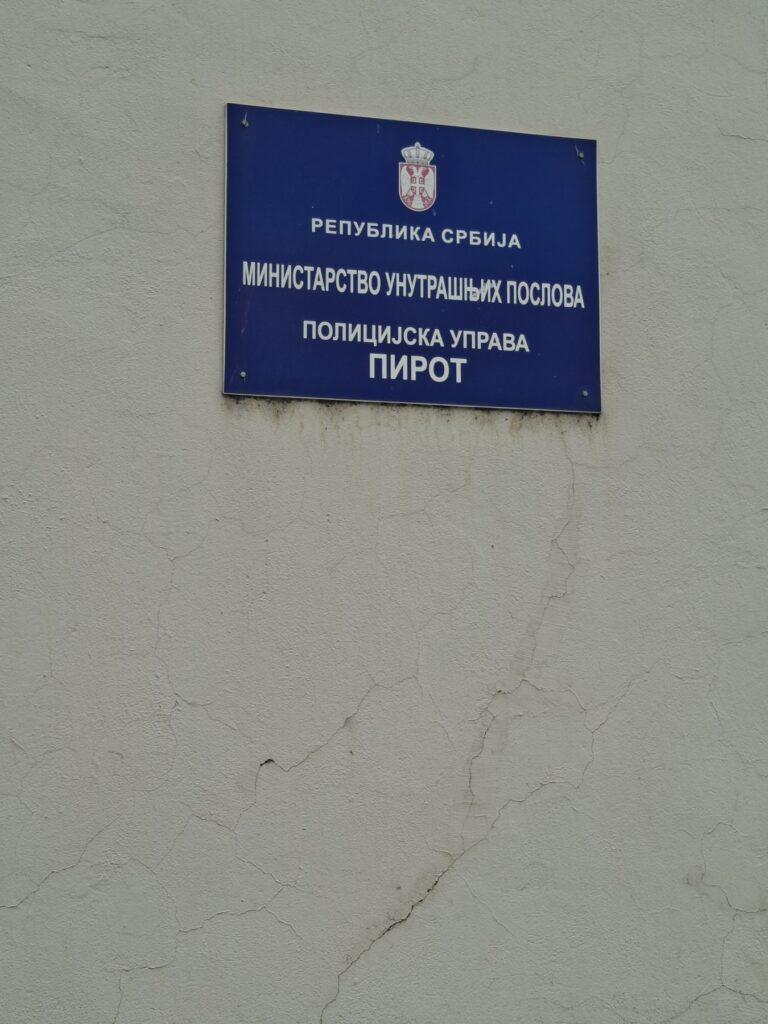 РЕПУБЛИКА СРБИЈА
МИНИСТАРСТВО УНУТРАШЊИХ ПОСЛОВА
ПОЛИЦИЈСКА УПРАВА
ПИРОТ